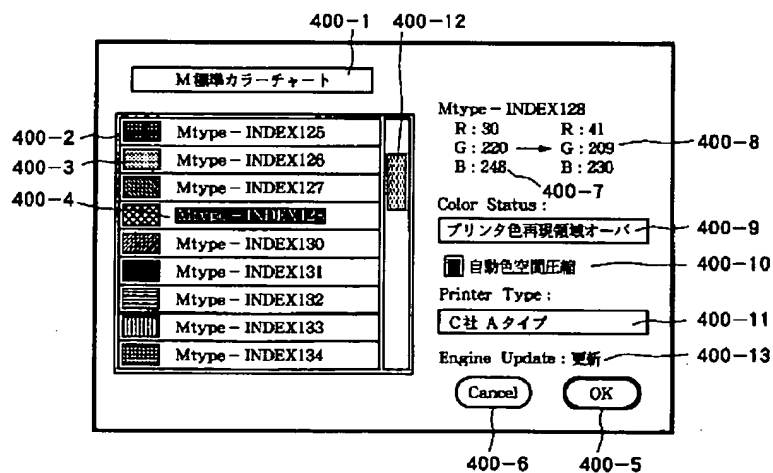 400-1 400-12
M標準カラーチャート
400-2 Mtype-INDEX125
400-3 Mtype-INDEX126
Mtype-INDEX127
400-4
Mtype-INDEX130
Mtype-INDEX131
Mtype-INDEX132
Mtype-INDEX133
Mtype-INDEX134
Mtype-INDEX128
R:30 R:41
G:220 → G:209 400-8
B:248 B:230
400-7
Color Status:
プリンタ色再現領域オーバ 400-9
自動色空間圧縮 400-10
Printer Type:
C社 Aタイプ 400-11
Engine Update:更新 400-13
Cancel OK
400-6 400-5